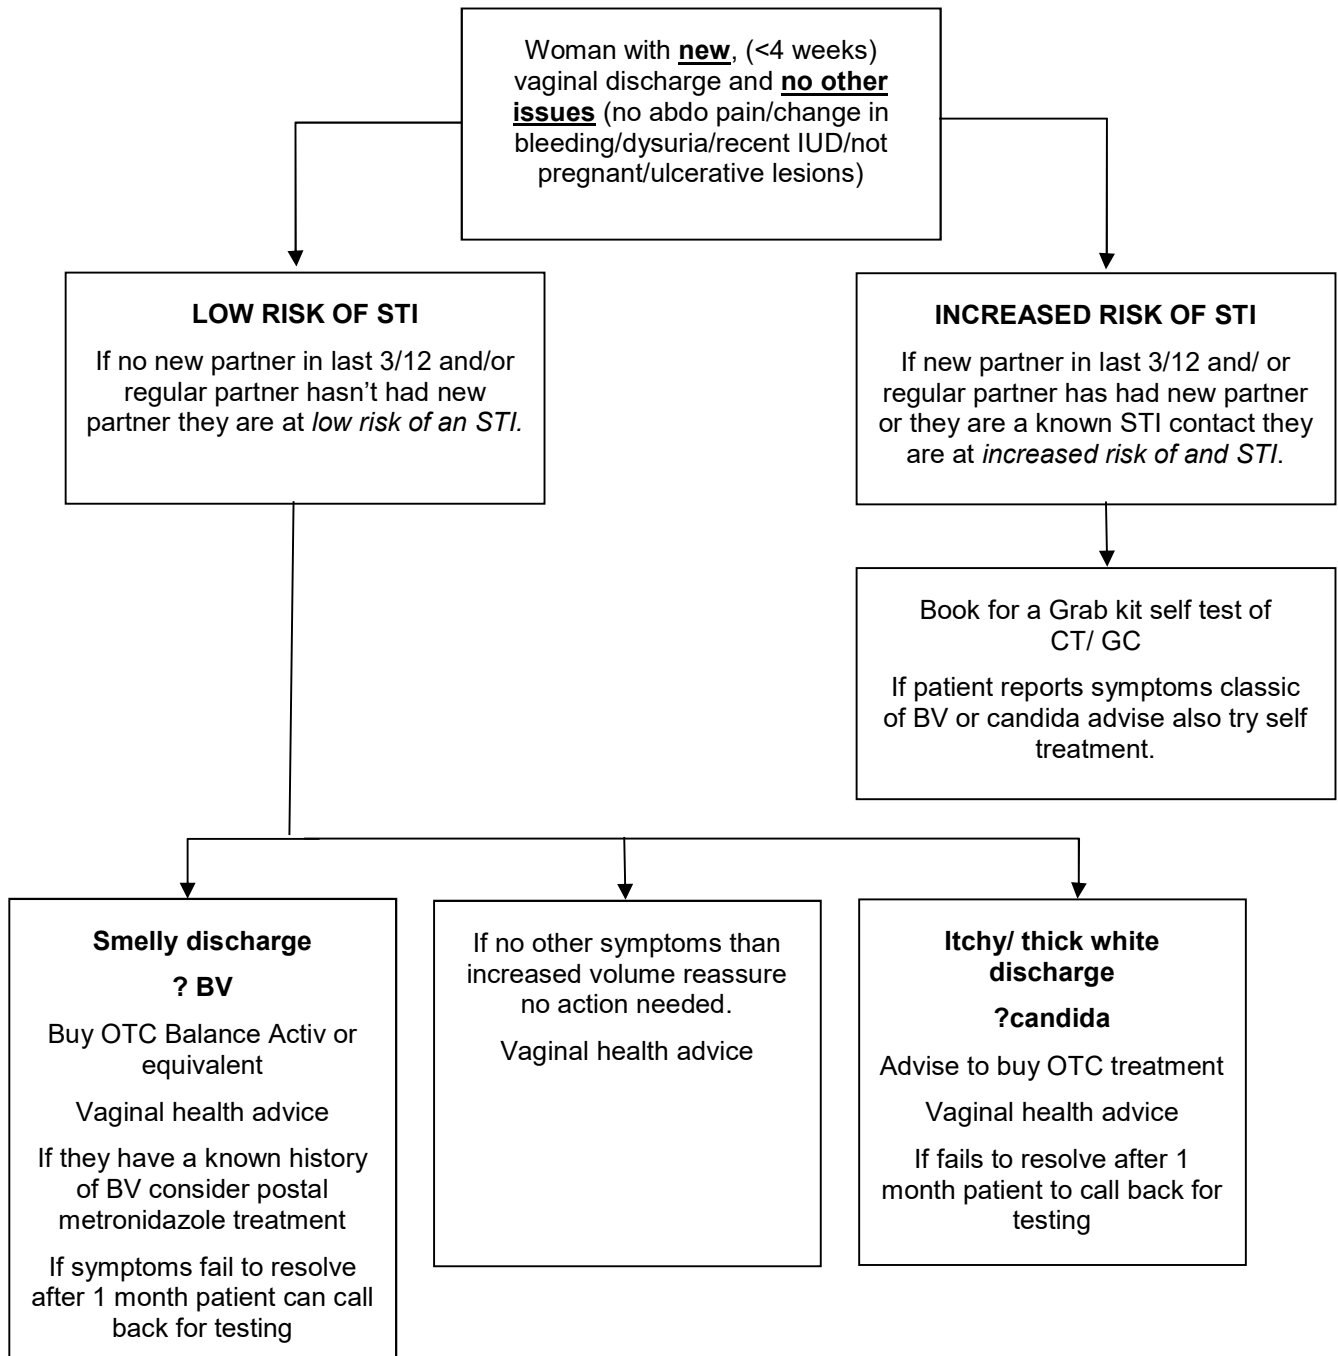 Woman with new, (<4 weeks)
vaginal discharge and no other
issues (no abdo pain/change in
bleeding/dysuria/recent IUD/not
pregnant/ulcerative lesions)
LOW RISK OF STI
If no new partner in last 3/12 and/or
regular partner hasn’t had new
partner they are at low risk of an STI.
INCREASED RISK OF STI
If new partner in last 3/12 and/ or
regular partner has had new partner
or they are a known STI contact they
are at increased risk of and STI.
Book for a Grab kit self test of
CT/ GC
If patient reports symptoms classic
of BV or candida advise also try self
treatment.
Smelly discharge
? BV
Buy OTC Balance Activ or
equivalent
Vaginal health advice
If they have a known history
of BV consider postal
metronidazole treatment
If symptoms fail to resolve
after 1 month patient can call
back for testing
If no other symptoms than
increased volume reassure
no action needed.
Vaginal health advice
Itchy/ thick white
discharge
?candida
Advise to buy OTC treatment
Vaginal health advice
If fails to resolve after 1
month patient to call back for
testing